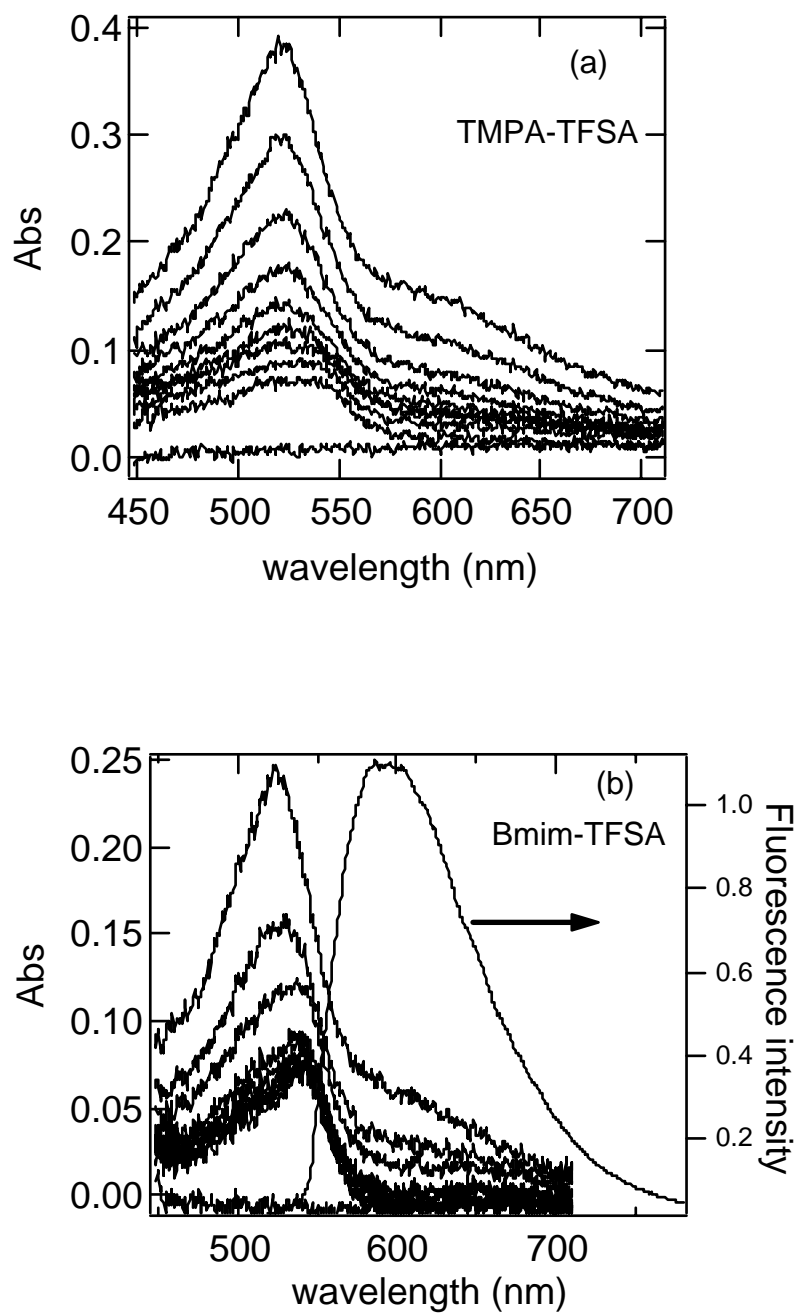 0.4
(a)
TMPA-TFSA
0.3
0.2
0.1
0.0
Abs
450 500 550 600 650 700
wavelength (nm)
0.25
(b)
Bmim-TFSA
0.20
0.15
0.10
0.05
0.00
Abs
1.0
0.8
0.6
0.4
0.2
Fluorescence intensity
500 600 700
wavelength (nm)